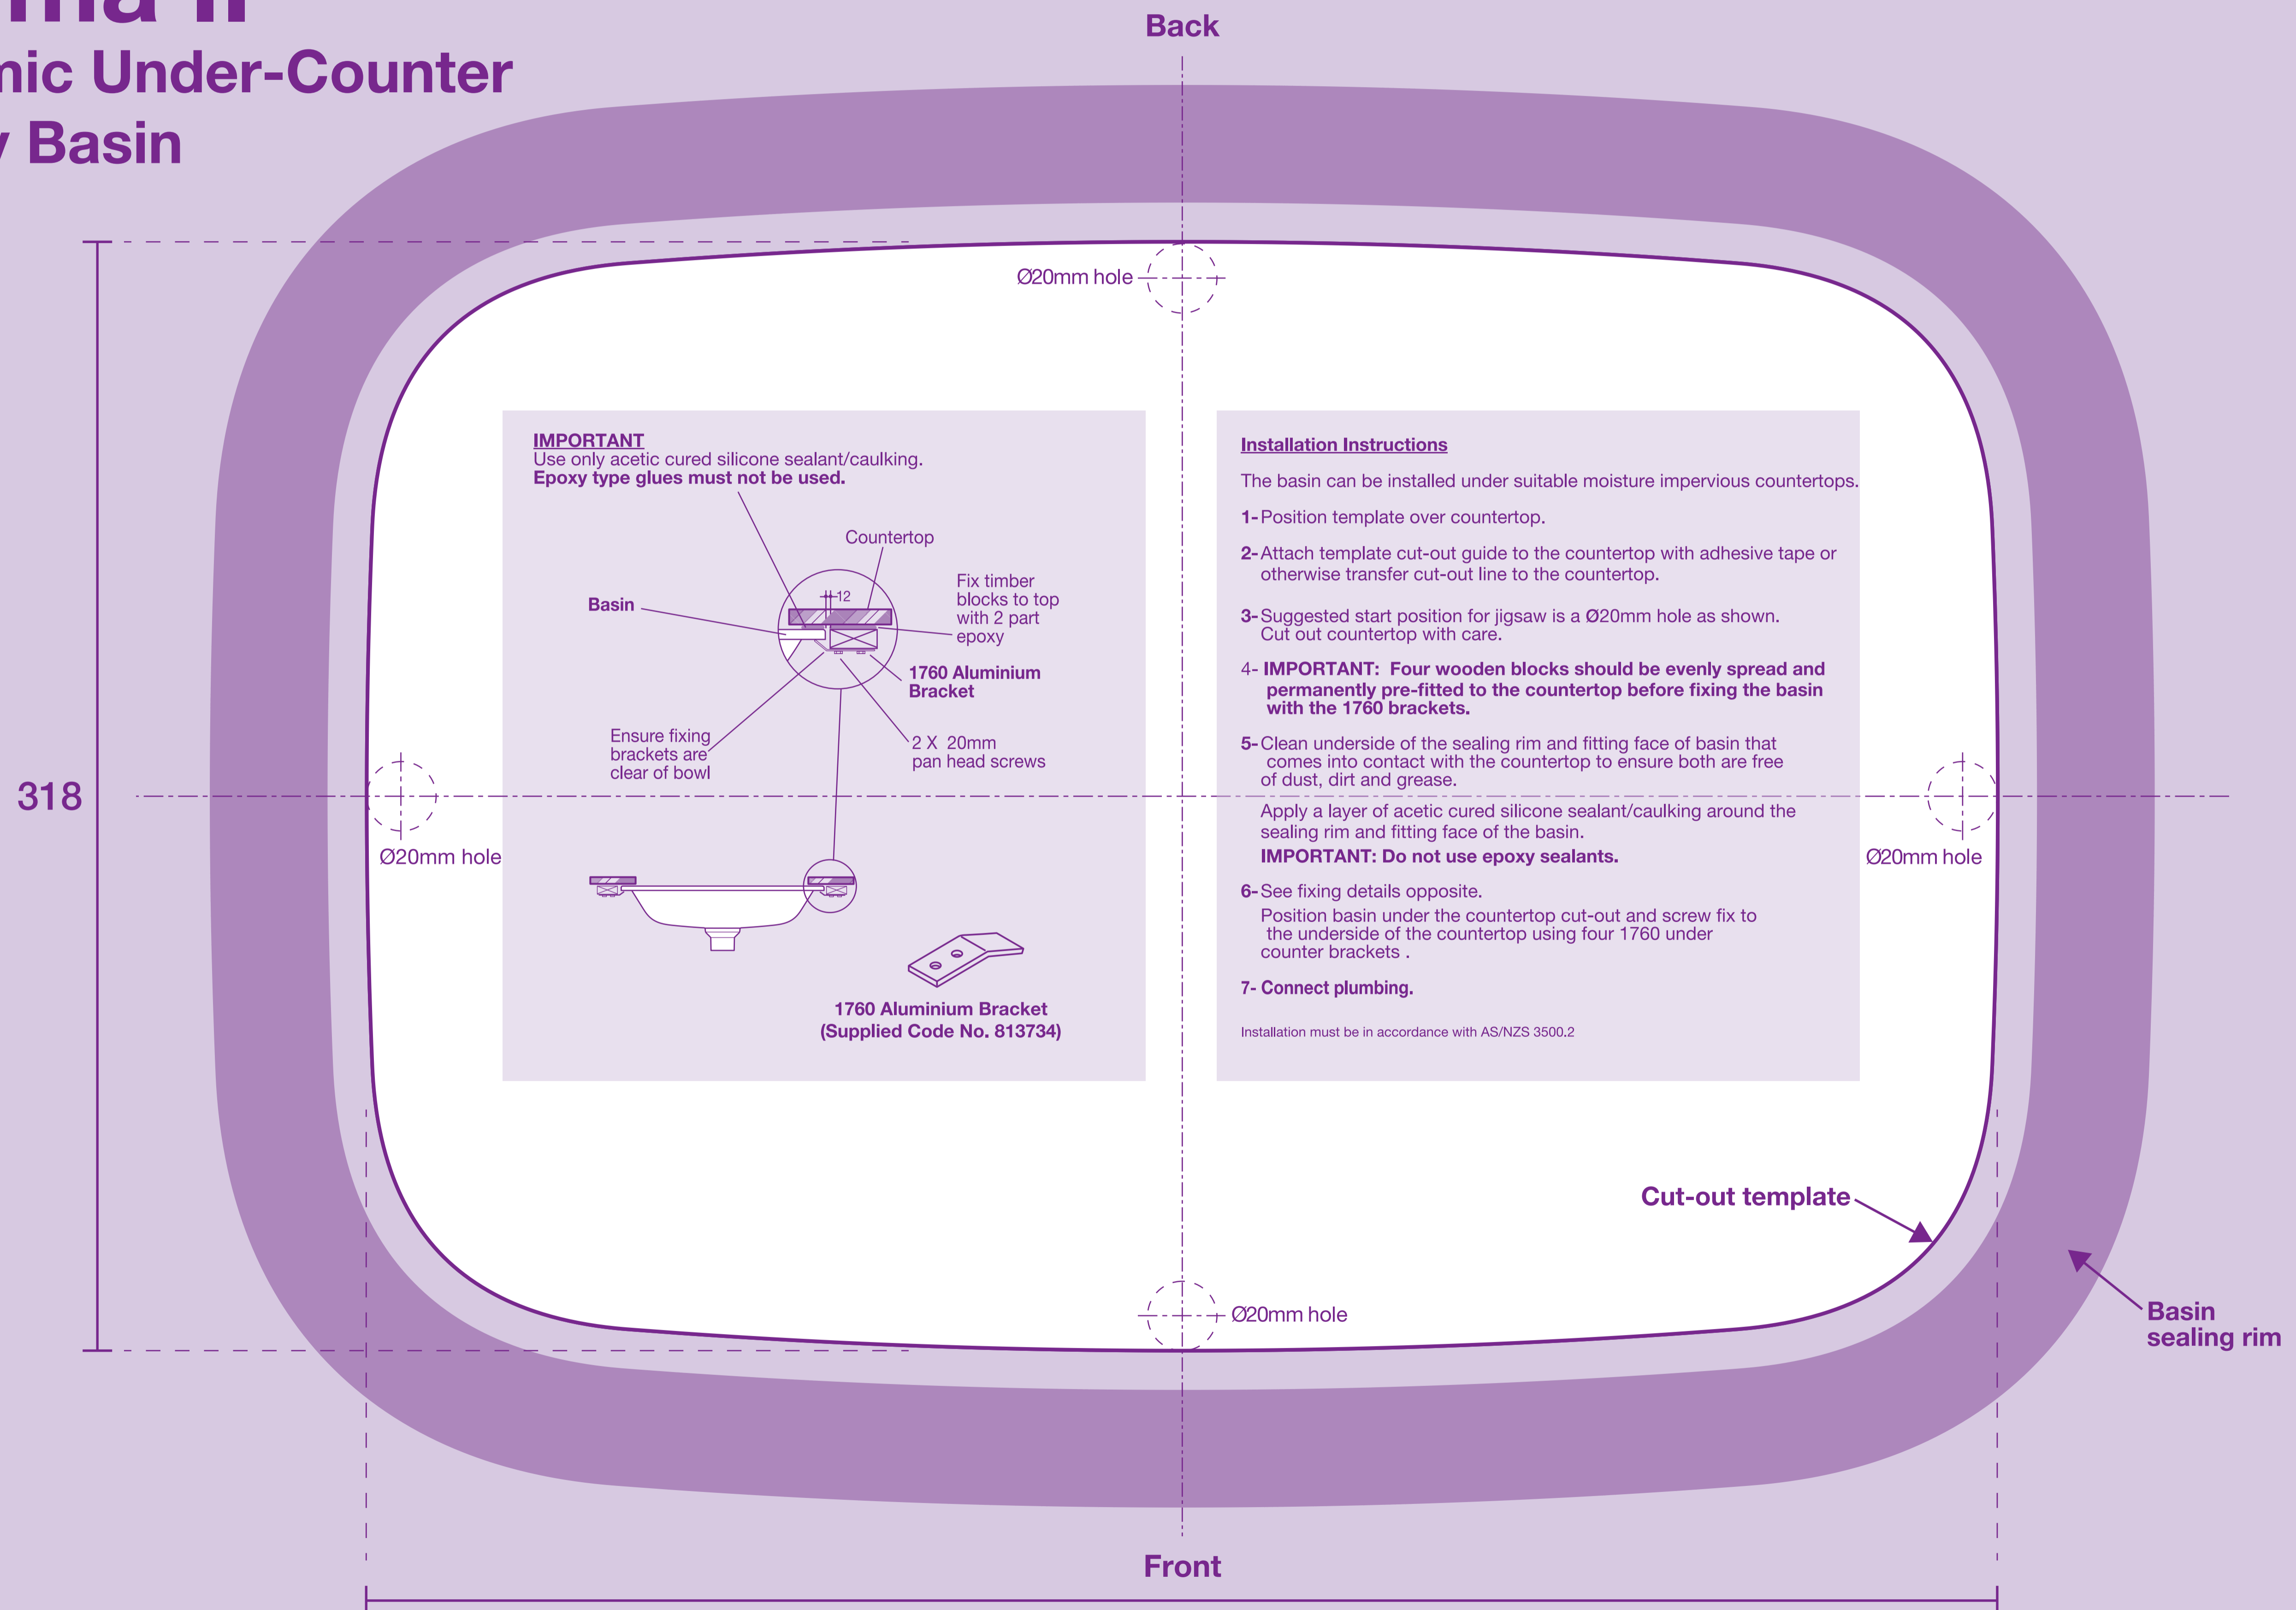 Under-Counter
Basin
Back
318
Ø20mm hole
IMPORTANT
Use only acetic cured silicone sealant/caulking.
Epoxy type glues must not be used.
Countertop
12
Basin
Fix timber
blocks to top
with 2 part
epoxy
1760 Aluminium
Bracket
Ensure fixing
brackets are
clear of bowl
2 X 20mm
pan head screws
1760 Aluminium Bracket
(Supplied Code No. 813734)
Installation Instructions
The basin can be installed under suitable moisture impervious countertops.
1- Position template over countertop.
2- Attach template cut-out guide to the countertop with adhesive tape or
otherwise transfer cut-out line to the countertop.
3- Suggested start position for jigsaw is a Ø20mm hole as shown.
Cut out countertop with care.
4- IMPORTANT: Four wooden blocks should be evenly spread and
permanently pre-fitted to the countertop before fixing the basin
with the 1760 brackets.
5- Clean underside of the sealing rim and fitting face of basin that
comes into contact with the countertop to ensure both are free
of dust, dirt and grease.
Apply a layer of acetic cured silicone sealant/caulking around the
sealing rim and fitting face of the basin.
IMPORTANT: Do not use epoxy sealants.
6- See fixing details opposite.
Position basin under the countertop cut-out and screw fix to
the underside of the countertop using four 1760 under
counter brackets .
7- Connect plumbing.
Installation must be in accordance with AS/NZS 3500.2
Ø20mm hole
Ø20mm hole
Cut-out template
Basin
sealing rim
Ø20mm hole
Front